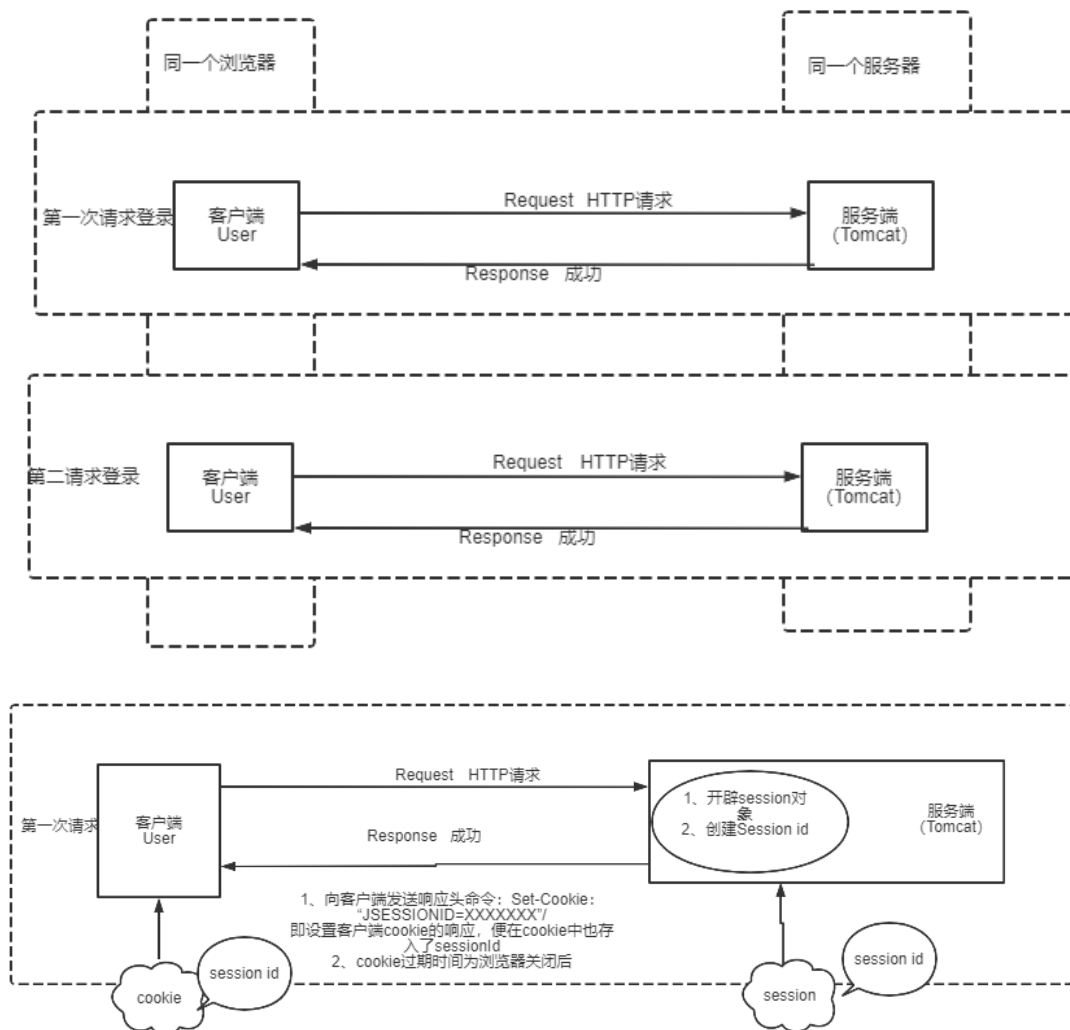 同一个浏览器
同一个服务器
第一次请求登录
客户端
User
Request HTTP请求
服务端
（Tomcat）
Response 成功
第二请求登录
客户端
User
Request HTTP请求
服务端
（Tomcat）
Response 成功
第一次请求
客户端
User
Request HTTP请求
1、开辟session对
象
2、创建Session id
服务端
（Tomcat）
Response 成功
1、向客户端发送响应头命令：Set-Cookie：
“JSESSIONID=XXXXXXX”/
即设置客户端cookie的响应，便在cookie中也存
入了sessionId
2、cookie过期时间为浏览器关闭后
session id
cookie
session id
session